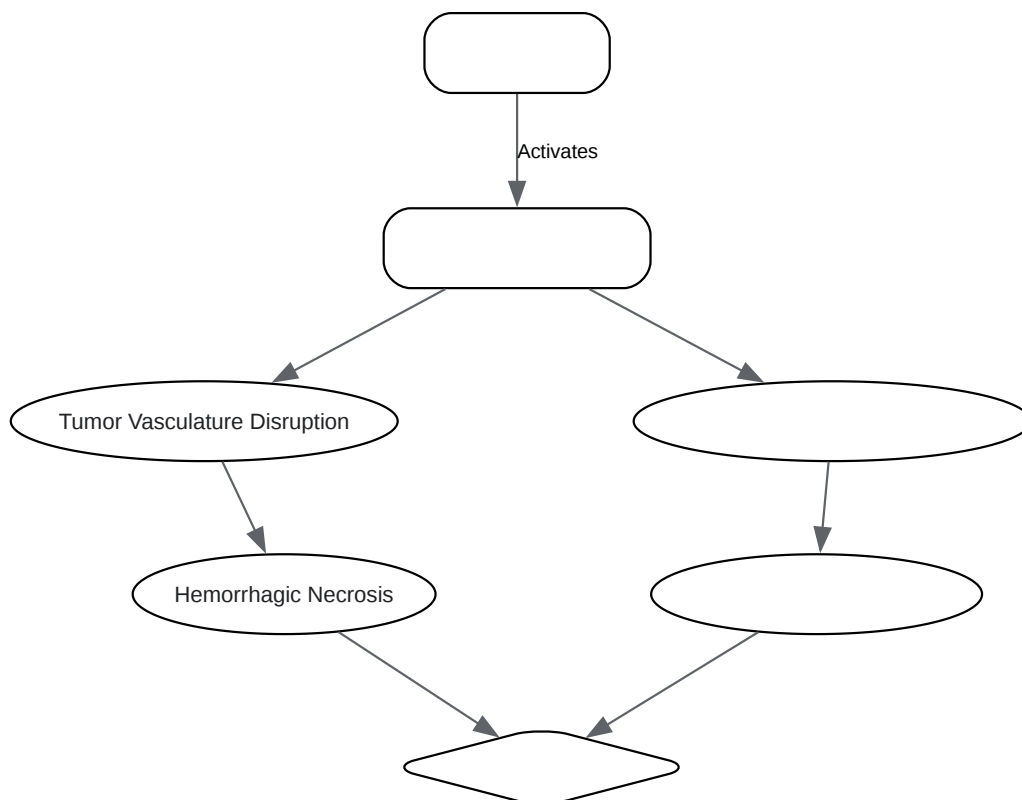 Activates
Tumor Vasculature Disruption
Hemorrhagic Necrosis